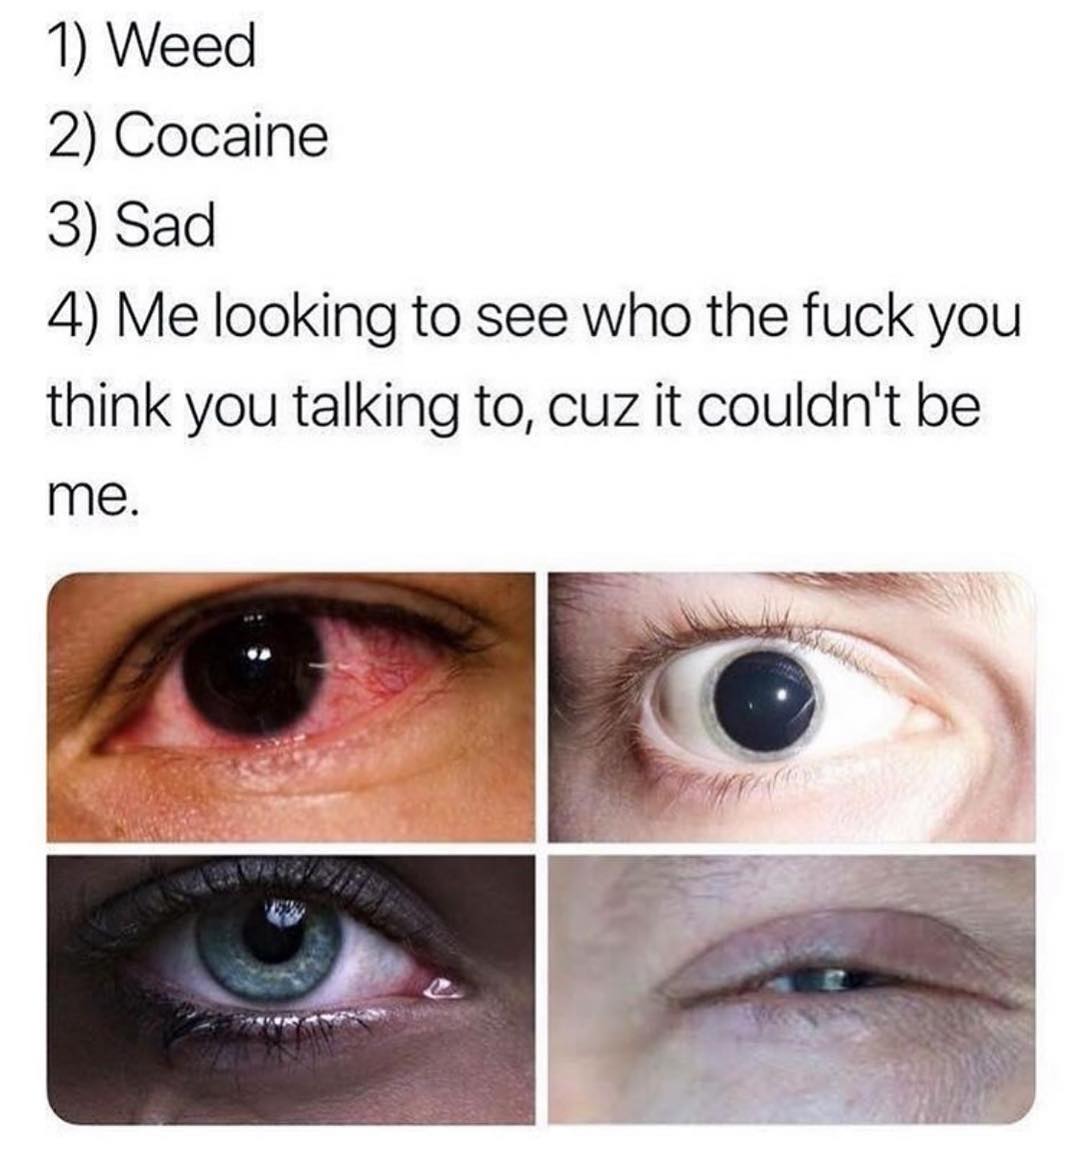 1) Weed
2) Cocaine
3) Sad
4) Me looking to see who the fuck you
think you talking to, cuz it couldn't be
me.